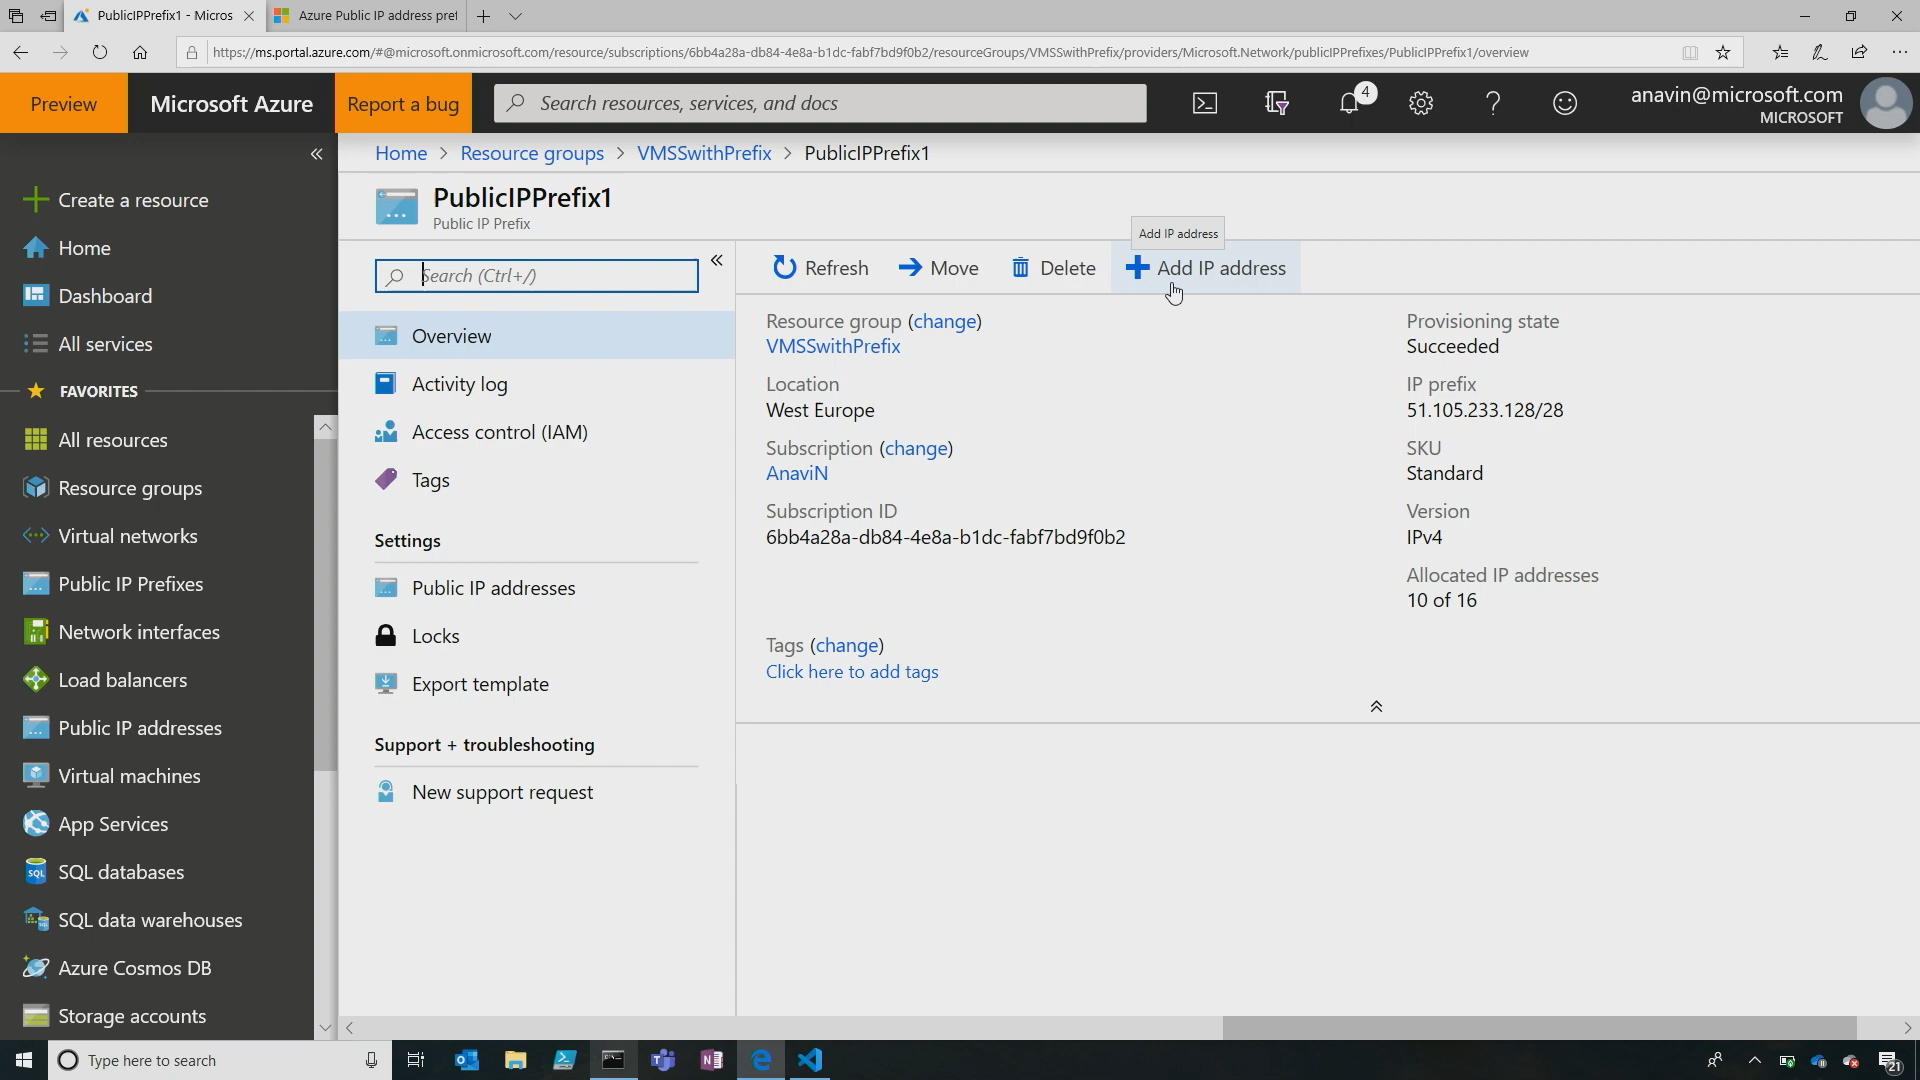 PublicIPPrefix1 - Micros
Azure Public IP address pref
https://ms.portal.azure.com/#@microsoft.onmicrosoft.com/resource/subscriptions/6bb4a28a-db84-4e8a-b1dc-fabf7bd9f0b2/resourceGroups/VMSSwithPrefix/providers/Microsoft.Network/publicIPPrefixes/PublicIPPrefix1/overview
Preview
Microsoft Azure
Report a bug
Search resources, services, and docs
4
anavin@microsoft.com
MICROSOFT
Home > Resource groups > VMSSwithPrefix > PublicIPPrefix1
PublicIPPrefix1
Public IP Prefix
Create a resource
Home
Dashboard
All services
FAVORITES
All resources
Resource groups
Virtual networks
Public IP Prefixes
Network interfaces
Load balancers
Public IP addresses
Virtual machines
App Services
SQL databases
SQL data warehouses
Azure Cosmos DB
Storage accounts
Search (Ctrl+/)
Overview
Activity log
Access control (IAM)
Tags
Settings
Public IP addresses
Locks
Export template
Support + troubleshooting
New support request
Add IP address
Refresh
Move
Delete
Add IP address
Resource group (change)
VMSSwithPrefix
Location
West Europe
Subscription (change)
AnaviN
Subscription ID
6bb4a28a-db84-4e8a-b1dc-fabf7bd9f0b2
Provisioning state
Succeeded
IP prefix
51.105.233.128/28
SKU
Standard
Version
IPv4
Allocated IP addresses
10 of 16
Tags (change)
Click here to add tags
Type here to search
21